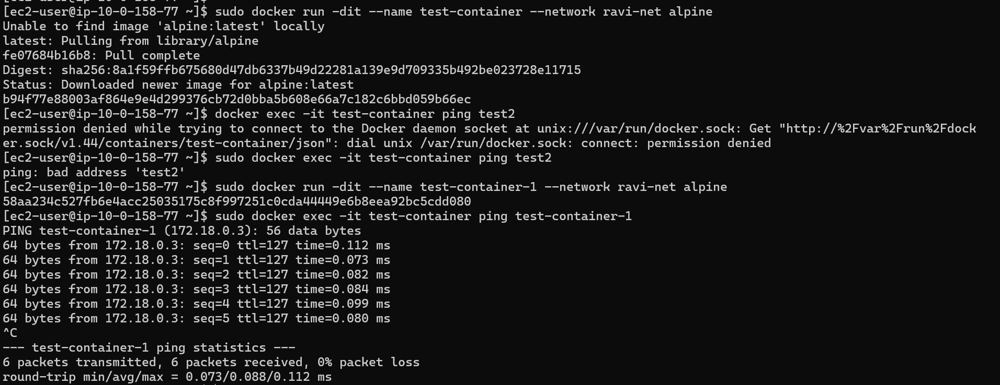 [ec2-user@ip-10-0-158-77 ~]$
[ec2-user@ip-10-0-158-77 ~]$ sudo docker run -dit --name test-container --network ravi-net alpine
Unable to find image 'alpine:latest' locally
latest: Pulling from library/alpine
fe07684b16b8: Pull complete
Digest: sha256:8a1f59ffb675680d47db6337b49d22281a139e9d709335b492be023728e11715
Status: Downloaded newer image for alpine:latest
b94f77e88003af864e9e4d299376cb72d0bba5b608e66a7c182c6bbd059b66ec
[ec2-user@ip-10-0-158-77 ~]$ docker exec -it test-container ping test2
permission denied while trying to connect to the Docker daemon socket at unix:///var/run/docker.sock: Get "http://%2Fvar%2Frun%2Fdock
er.sock/v1.44/containers/test-container/json": dial unix /var/run/docker.sock: connect: permission denied
[ec2-user@ip-10-0-158-77 ~]$ sudo docker exec -it test-container ping test2
ping: bad address 'test2'
[ec2-user@ip-10-0-158-77 ~]$ sudo docker run -dit --name test-container-1 --network ravi-net alpine
58aa234c527fb6e4acc25035175c8f997251c0cda44449e6b8eea92bc5cdd080
[ec2-user@ip-10-0-158-77 ~]$ sudo docker exec -it test-container ping test-container-1
PING test-container-1 (172.18.0.3): 56 data bytes
64 bytes from 172.18.0.3: seq=0 ttl=127 time=0.112 ms
64 bytes from 172.18.0.3: seq=1 ttl=127 time=0.073 ms
64 bytes from 172.18.0.3: seq=2 ttl=127 time=0.082 ms
64 bytes from 172.18.0.3: seq=3 ttl=127 time=0.084 ms
64 bytes from 172.18.0.3: seq=4 ttl=127 time=0.099 ms
64 bytes from 172.18.0.3: seq=5 ttl=127 time=0.080 ms
^C
--- test-container-1 ping statistics ---
6 packets transmitted, 6 packets received, 0% packet loss
round-trip min/avg/max = 0.073/0.088/0.112 ms